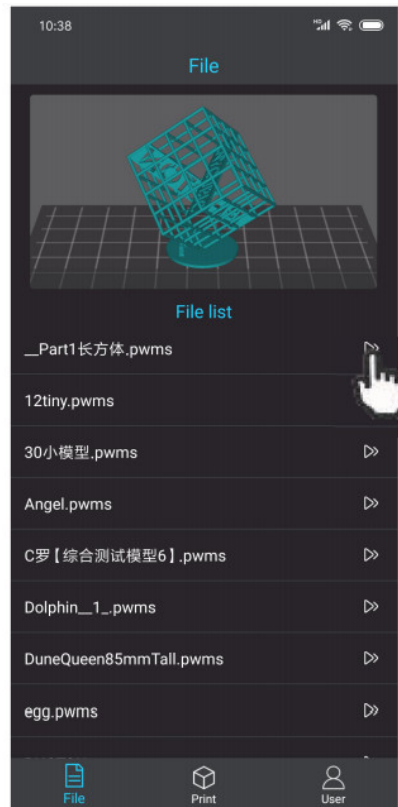 10:38
HD
File
File list
__Part1长方体.pwms
12tiny.pwms
30小模型.pwms
Angel.pwms
C罗【综合测试模型6】.pwms
Dolphin__1_.pwms
DuneQueen85mmTall.pwms
egg.pwms
File
Print
User